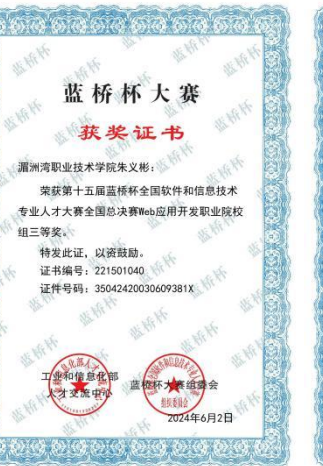 蓝桥杯大赛
获奖证书
湄洲湾职业技术学院朱义彬：
荣获第十五届蓝桥杯全国软件和信息技术
专业人才大赛全国总决赛Web应用开发职业院校
组三等奖。
特发此证，以资鼓励。
证书编号：221501040
证件号码：35042420030609381X
工业和信息化部
人才交流中心
蓝桥杯大赛组委会
2024年6月2日